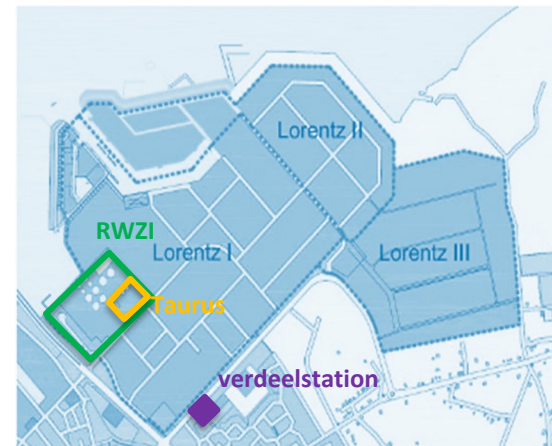 Lorentz II
RWZI
Lorentz I
Lorentz III
Taurus
verdeelstation